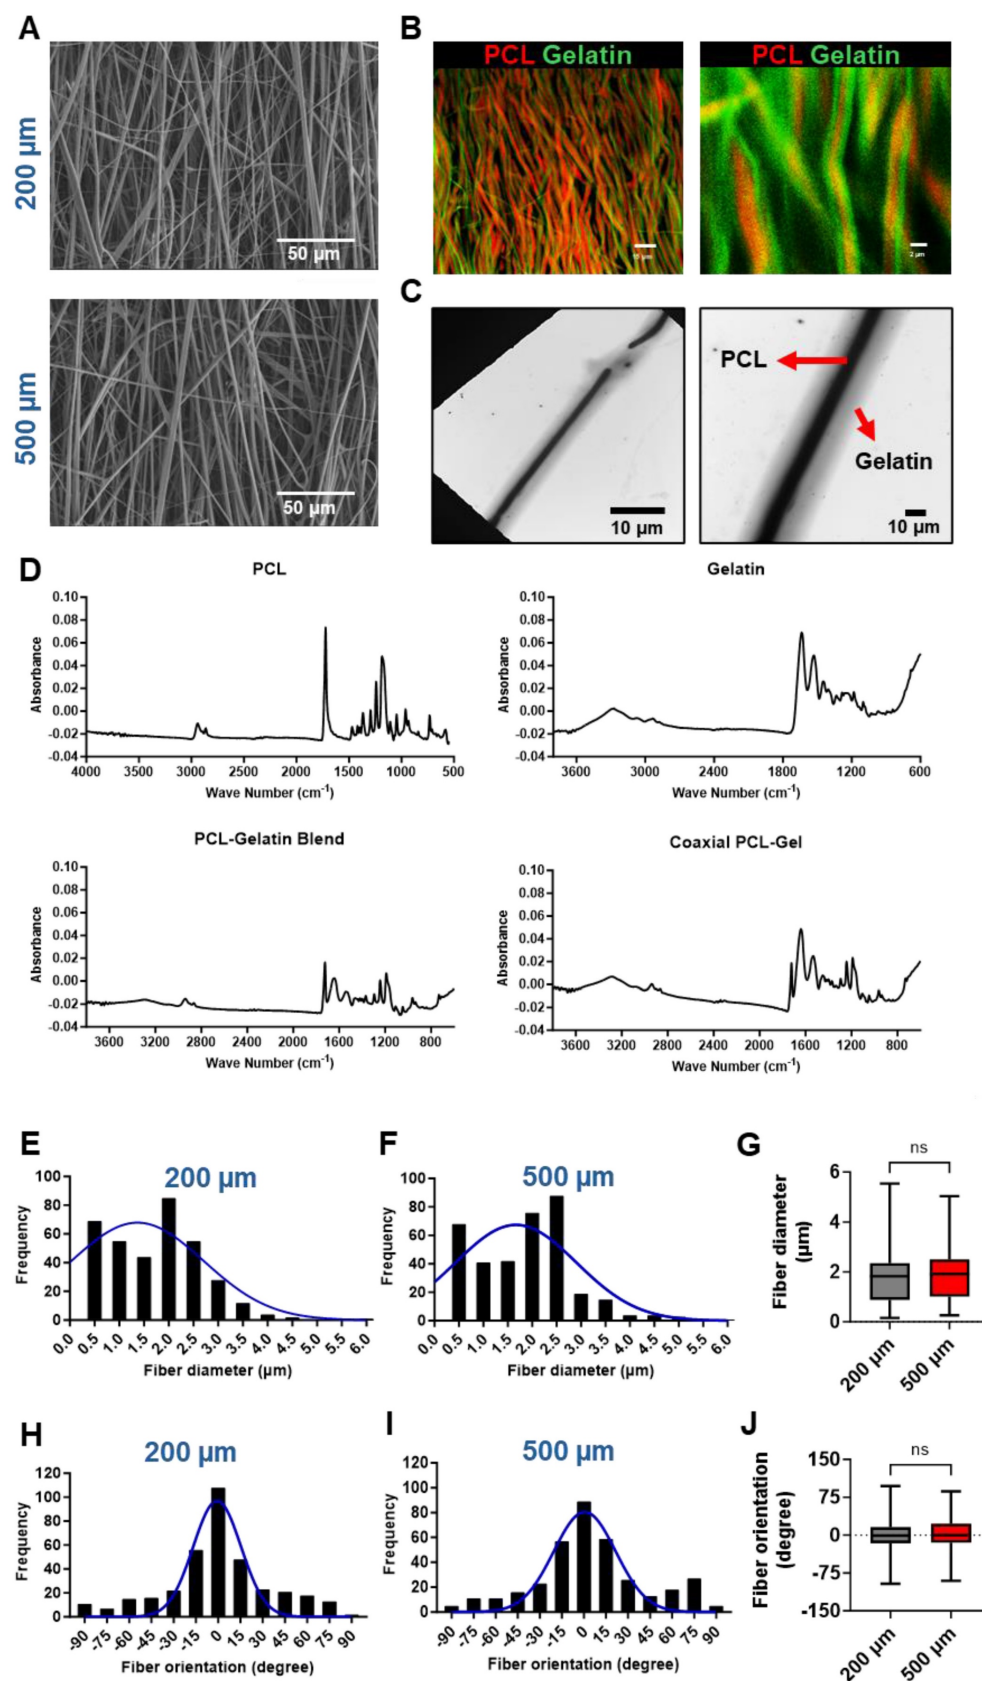 A
200 µm
50 µm
500 µm
50 µm
B
PCL Gelatin
PCL Gelatin
2 µm
C
10 µm
PCL
Gelatin
10 µm
D
PCL
0.10
0.08
0.06
0.04
0.02
0.00
-0.02
-0.04
Absorbance
4000 3000 2500 2000 1500 1000 500
Wave Number (cm⁻¹)
Gelatin
0.10
0.08
0.06
0.04
0.02
0.00
-0.02
-0.04
Absorbance
3600 3000 2400 1800 1200 600
Wave Number (cm⁻¹)
PCL-Gelatin Blend
0.10
0.08
0.06
0.04
0.02
0.00
-0.02
-0.04
Absorbance
3600 3200 2800 2400 2000 1600 1200 800
Wave Number (cm⁻¹)
Coaxial PCL-Gel
0.10
0.08
0.06
0.04
0.02
0.00
-0.02
-0.04
Absorbance
3600 3200 2800 2400 2000 1600 1200 800
Wave Number (cm⁻¹)
E
200 µm
100
80
60
40
20
0
Frequency
0.0 0.5 1.0 1.5 2.0 2.5 3.0 3.5 4.0 4.5 5.0 5.5 6.0
Fiber diameter (µm)
F
500 µm
100
80
60
40
20
0
Frequency
0.0 0.5 1.0 1.5 2.0 2.5 3.0 3.5 4.0 4.5 5.0 5.5 6.0
Fiber diameter (µm)
G
ns
6
4
2
0
Fiber diameter
(µm)
200 µm
500 µm
H
200 µm
120
100
80
60
40
20
0
Frequency
-90 -75 -60 -45 -30 -15 0 15 30 45 60 75 90
Fiber orientation (degree)
I
500 µm
120
100
80
60
40
20
0
Frequency
-90 -75 -60 -45 -30 -15 0 15 30 45 60 75 90
Fiber orientation (degree)
J
ns
150
75
0
-75
-150
Fiber orientation
(degree)
200 µm
500 µm